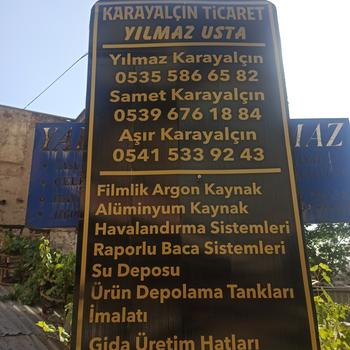 KARAYALÇIN TİCARET
YILMAZ USTA
Yılmaz Karayalçın
0535 586 65 82
Samet Karayalçın
0539 676 18 84
Aşır Karayalçın
0541 533 92 43
Filmlik Argon Kaynak
Alüminyum Kaynak
Havalandırma Sistemleri
Raporlu Baca Sistemleri
Su Deposu
Ürün Depolama Tankları
İmalatı
Gıda Üretim Hatları
MAZ